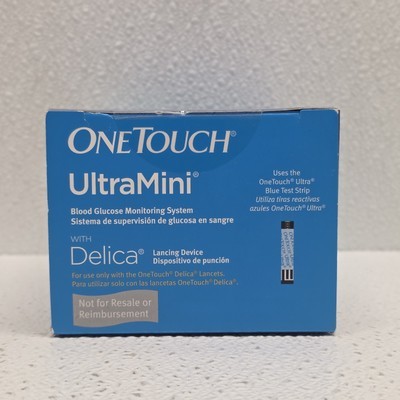 ONETOUCH®
UltraMini®
Blood Glucose Monitoring System
Sistema de supervisión de glucosa en sangre
WITH
Delica® Lancing Device
Dispositivo de punción
For use only with the OneTouch® Delica® Lancets.
Para utilizar solo con las lancetas OneTouch® Delica®.
Not for Resale or
Reimbursement
Uses the
OneTouch® Ultra®
Blue Test Strip
Utiliza tiras reactivas
azules OneTouch® Ultra®